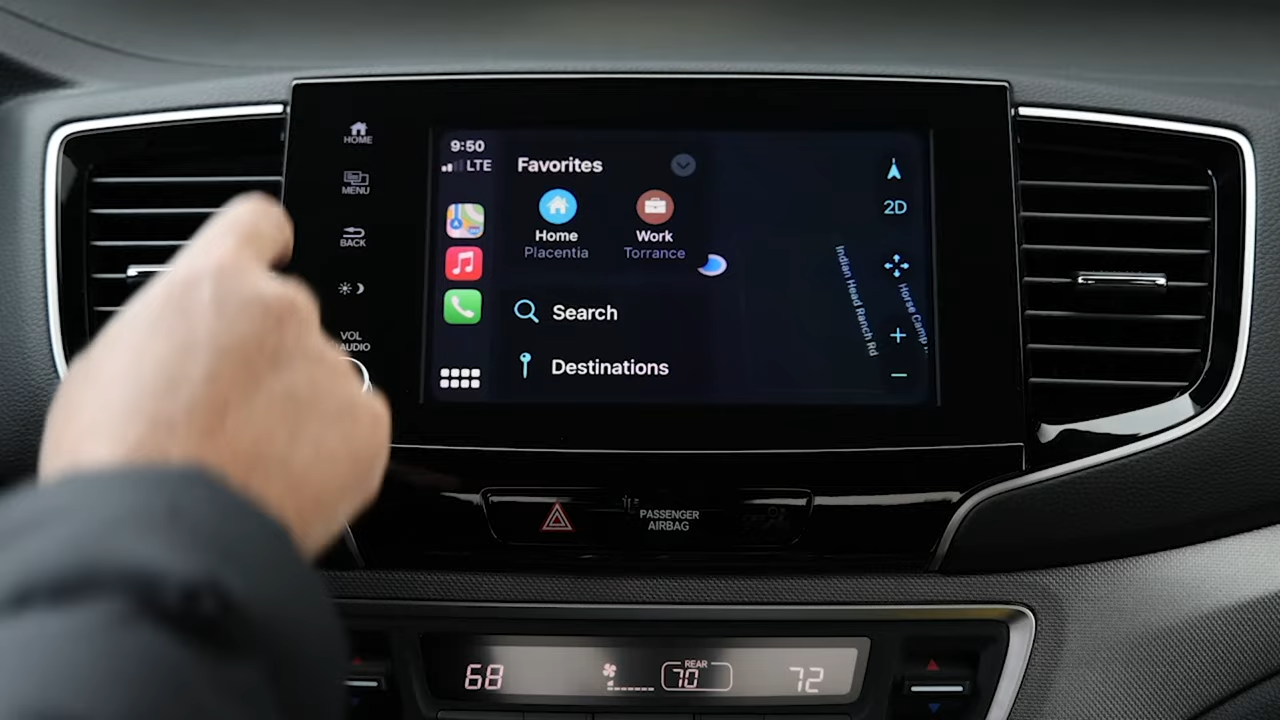 HOME
MENU
BACK
VOL
AUDIO
9:50
LTE
Favorites
Home
Placentia
Work
Torrance
Search
Destinations
2D
Indian Head Ranch Rd
Horse Camp
+
−
PASSENGER
AIRBAG
68
REAR
70
72